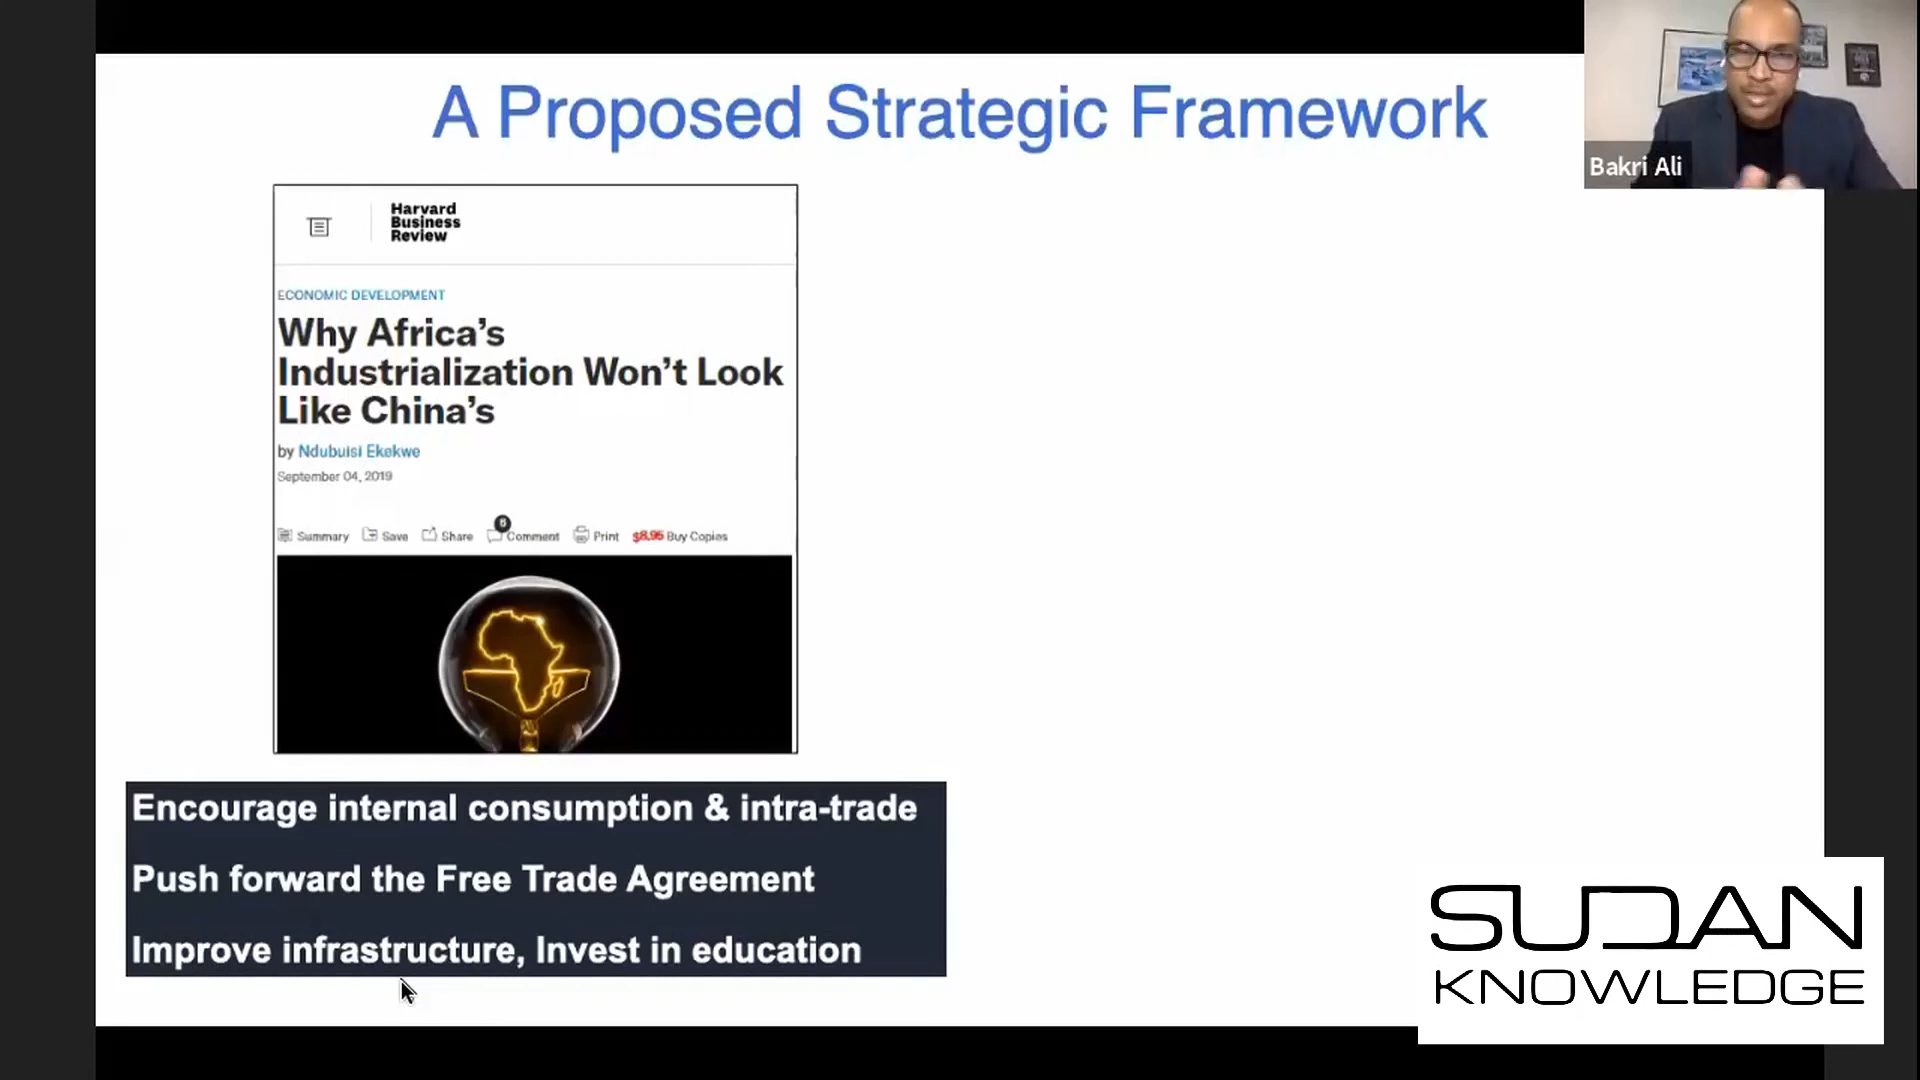 A Proposed Strategic Framework
Bakri Ali
Harvard
Business
Review
ECONOMIC DEVELOPMENT
Why Africa's
Industrialization Won't Look
Like China's
by Ndubuisi Ekekwe
September 04, 2019
Summary Save Share 6 Comment Print $8.95 Buy Copies
Encourage internal consumption & intra-trade
Push forward the Free Trade Agreement
Improve infrastructure, Invest in education
SUDAN
KNOWLEDGE